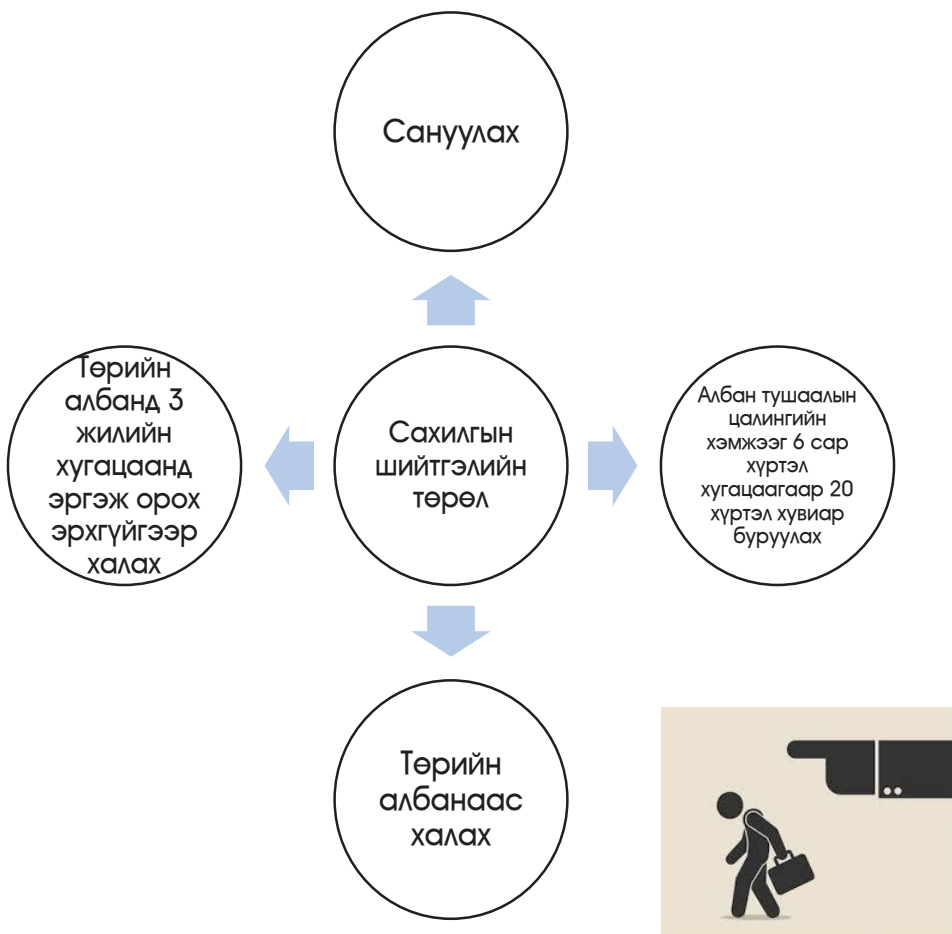 Сануулах
Төрийн
албанд 3
жилийн
хугацаанд
эргэж орох
эрхгүйгээр
халах
Сахилгын
шийтгэлийн
төрөл
Албан тушаалын
цалингийн
хэмжээг 6 сар
хүртэл
хугацаагаар 20
хүртэл хувиар
бууруулах
Төрийн
албанаас
халах